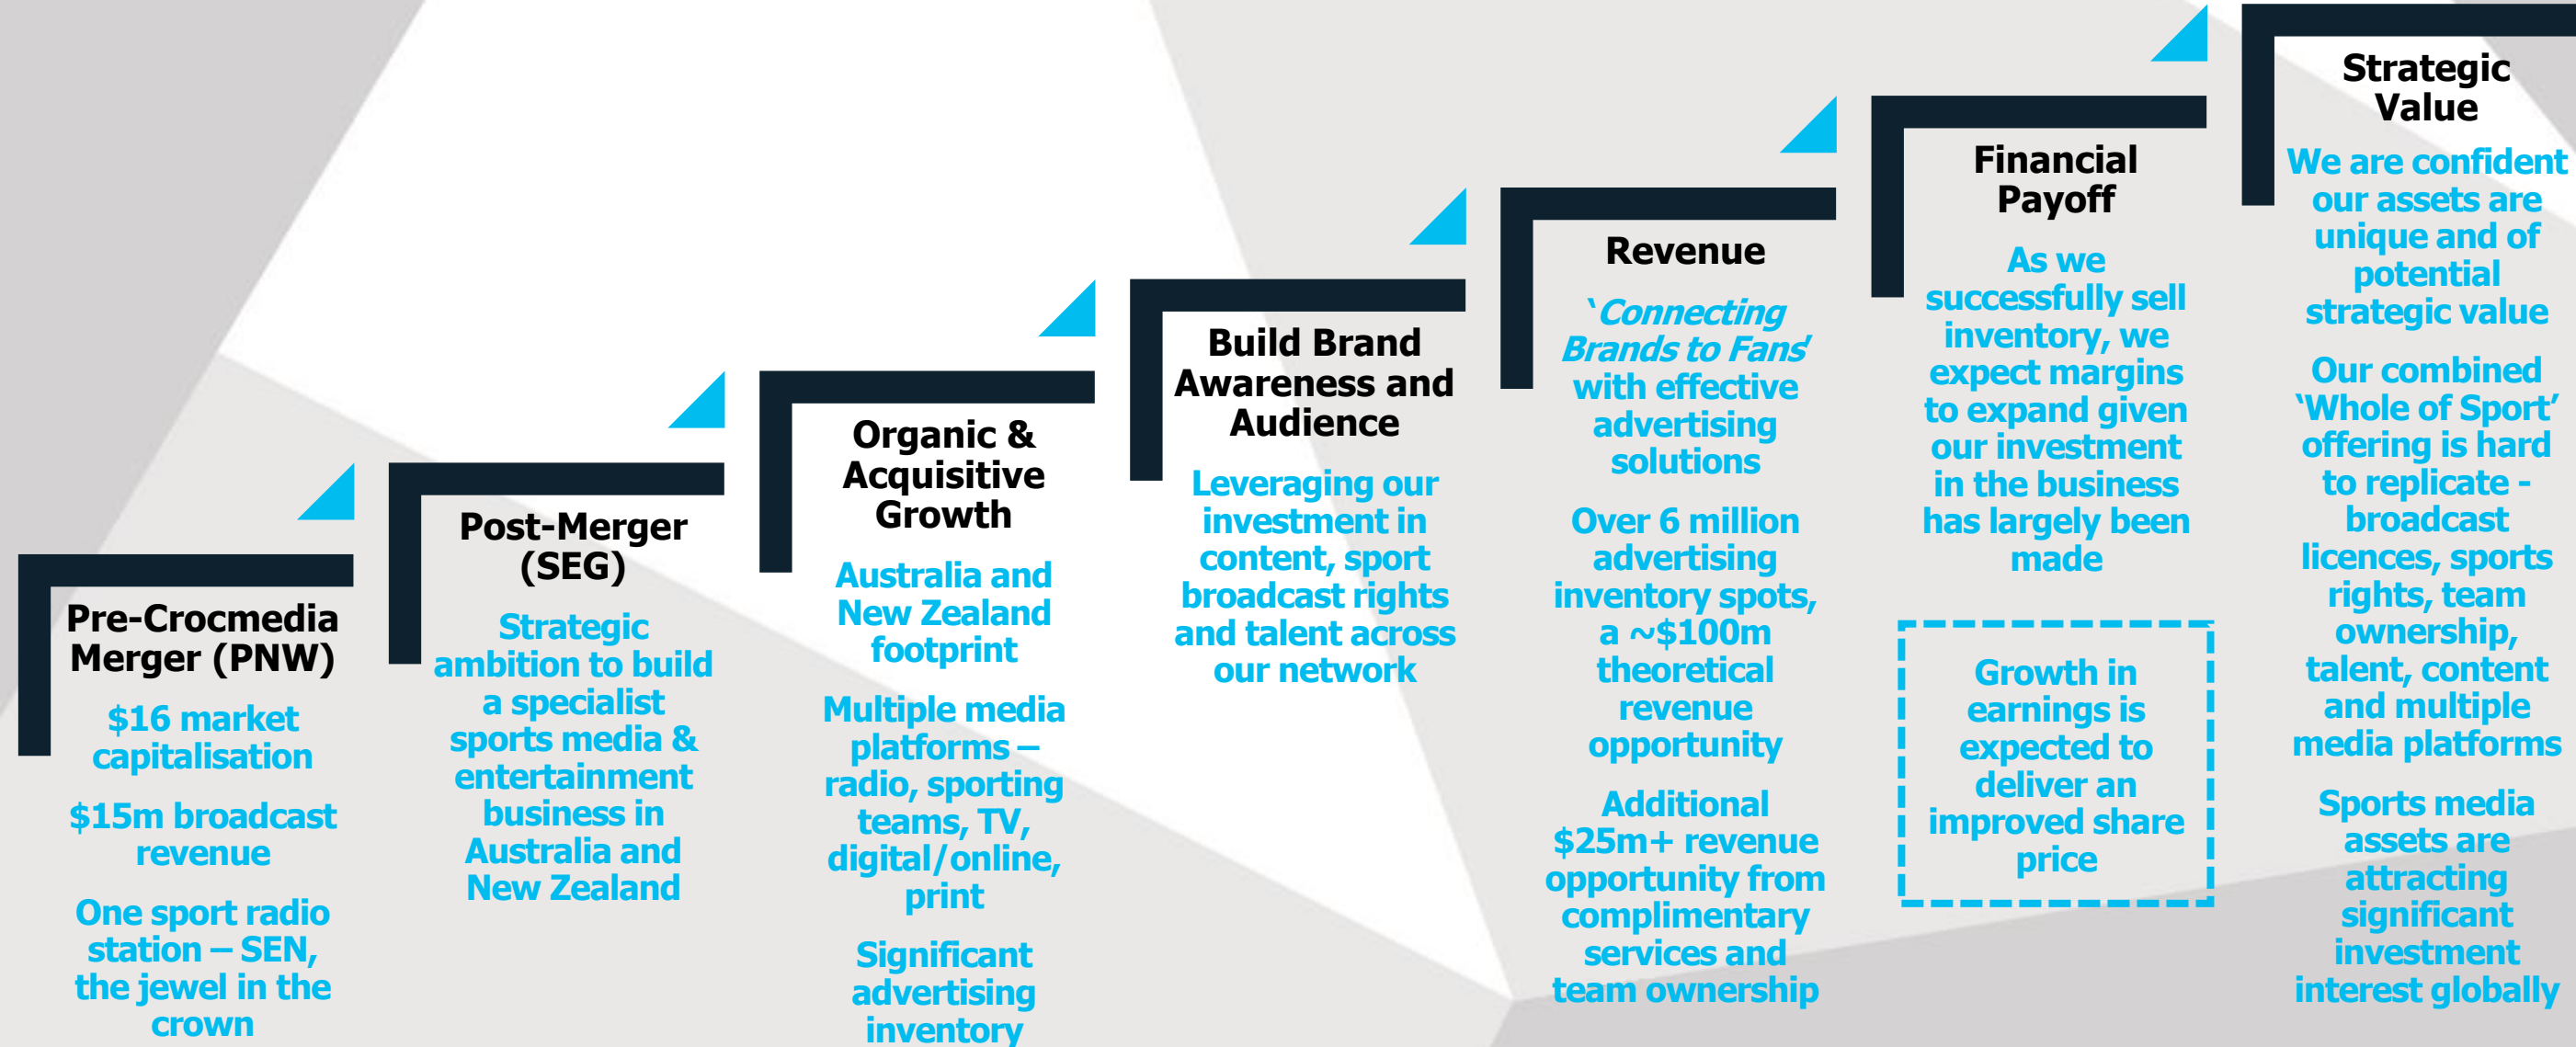 Pre-Crocmedia
Merger (PNW)
$16 market
capitalisation
$15m broadcast
revenue
One sport radio
station – SEN,
the jewel in the
crown
Post-Merger
(SEG)
Strategic
ambition to build
a specialist
sports media &
entertainment
business in
Australia and
New Zealand
Organic &
Acquisitive
Growth
Australia and
New Zealand
footprint
Multiple media
platforms –
radio, sporting
teams, TV,
digital/online,
print
Significant
advertising
inventory
Build Brand
Awareness and
Audience
Leveraging our
investment in
content, sport
broadcast rights
and talent across
our network
Revenue
‘Connecting
Brands to Fans’
with effective
advertising
solutions
Over 6 million
advertising
inventory spots,
a ~$100m
theoretical
revenue
opportunity
Additional
$25m+ revenue
opportunity from
complimentary
services and
team ownership
Financial
Payoff
As we
successfully sell
inventory, we
expect margins
to expand given
our investment
in the business
has largely been
made
Growth in
earnings is
expected to
deliver an
improved share
price
Strategic
Value
We are confident
our assets are
unique and of
potential
strategic value
Our combined
‘Whole of Sport’
offering is hard
to replicate -
broadcast
licences, sports
rights, team
ownership,
talent, content
and multiple
media platforms
Sports media
assets are
attracting
significant
investment
interest globally